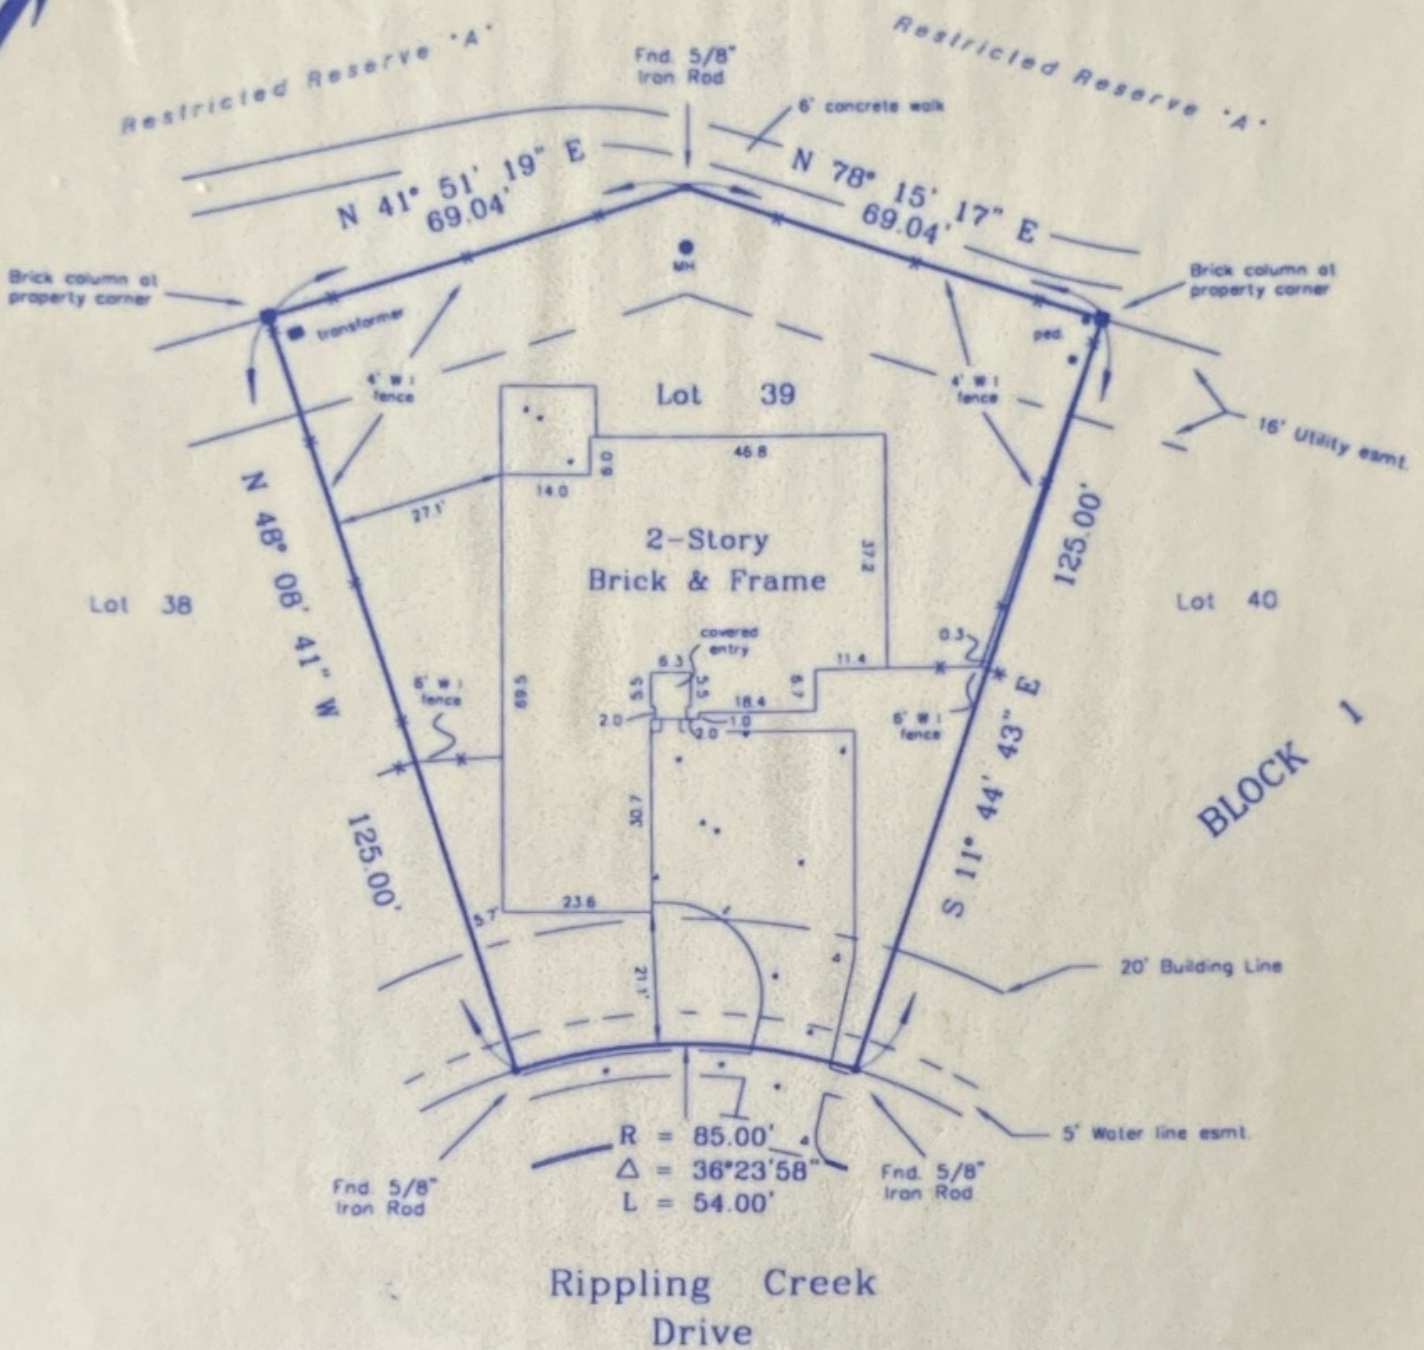 Restricted Reserve "A"
Restricted Reserve "A"
Fnd. 5/8"
Iron Rod
6' concrete walk
N 41° 51' 19" E
69.04'
N 78° 15' 17" E
69.04'
Brick column at
property corner
Brick column at
property corner
MH
transformer
ped.
4' W I
fence
Lot 39
4' W I
fence
16' Utility esmt.
46.8
9.0
14.0
27.1'
N 48° 08' 41" W
125.00'
2-Story
Brick & Frame
37.2
125.00'
S 11° 44' 43" E
Lot 38
Lot 40
covered
entry
0.3
6.3
11.4
6' W I
fence
69.5
5.5
5.5
6.7
18.4
2.0
1.0
2.0
6' W I
fence
BLOCK 1
30.7
23.6
5.7'
21.1'
20' Building Line
R = 85.00'
Δ = 36°23'58"
L = 54.00'
5' Water line esmt.
Fnd. 5/8"
Iron Rod
Fnd. 5/8"
Iron Rod
Rippling Creek
Drive